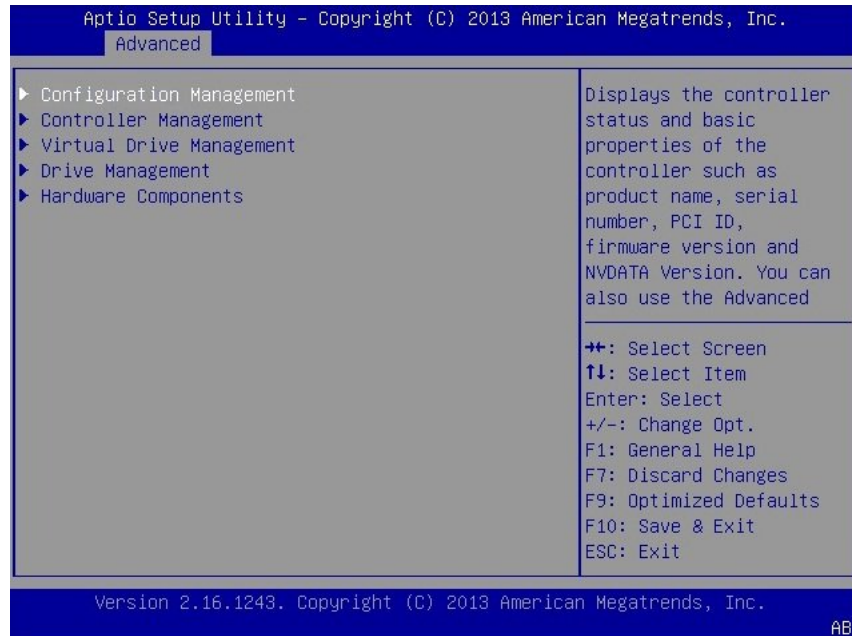 Aptio Setup Utility – Copyright (C) 2013 American Megatrends, Inc.
Advanced
▶ Configuration Management
▶ Controller Management
▶ Virtual Drive Management
▶ Drive Management
▶ Hardware Components
Displays the controller
status and basic
properties of the
controller such as
product name, serial
number, PCI ID,
firmware version and
NVDATA Version. You can
also use the Advanced
→←: Select Screen
↑↓: Select Item
Enter: Select
+/-: Change Opt.
F1: General Help
F7: Discard Changes
F9: Optimized Defaults
F10: Save & Exit
ESC: Exit
Version 2.16.1243. Copyright (C) 2013 American Megatrends, Inc.
AB